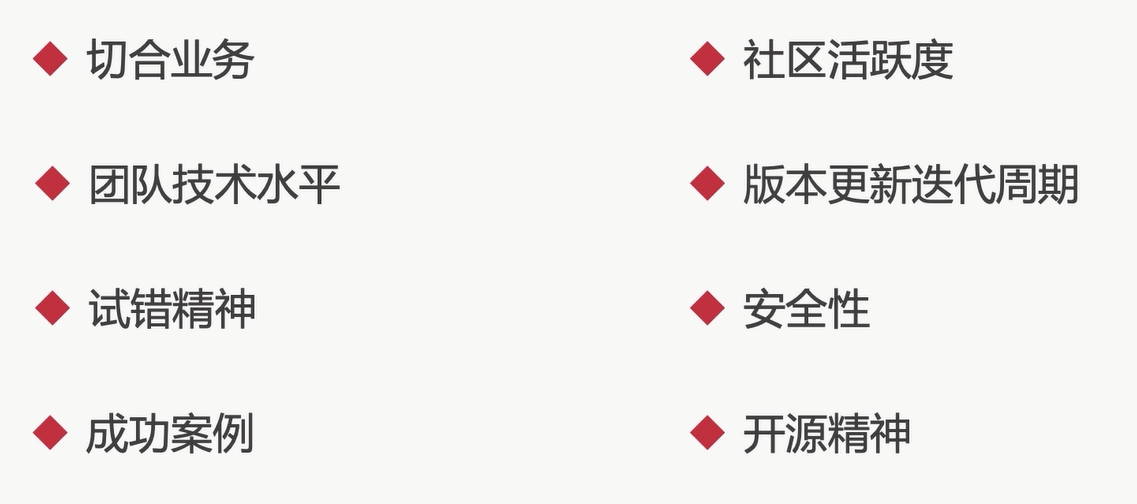 切合业务
团队技术水平
试错精神
成功案例
社区活跃度
版本更新迭代周期
安全性
开源精神